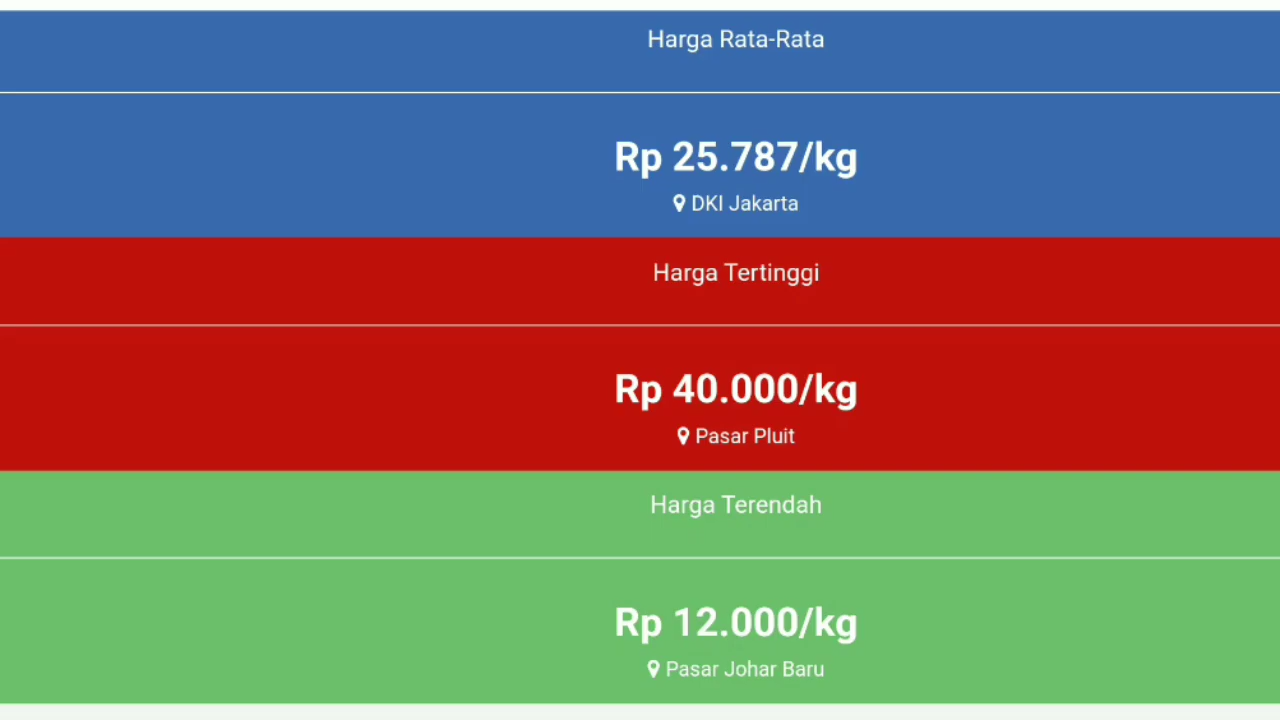 Harga Rata-Rata
Rp 25.787/kg
DKI Jakarta
Harga Tertinggi
Rp 40.000/kg
Pasar Pluit
Harga Terendah
Rp 12.000/kg
Pasar Johar Baru